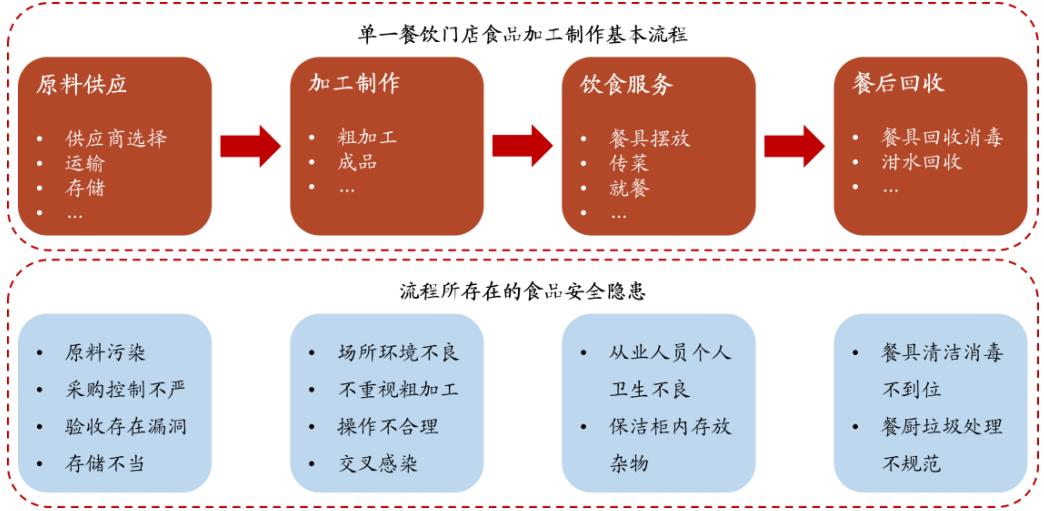 单一餐饮门店食品加工制作基本流程
原料供应
• 供应商选择
• 运输
• 存储
• ...
加工制作
• 粗加工
• 成品
• ...
饮食服务
• 餐具摆放
• 传菜
• 就餐
• ...
餐后回收
• 餐具回收消毒
• 泔水回收
• ...
流程所存在的食品安全隐患
• 原料污染
• 采购控制不严
• 验收存在漏洞
• 存储不当
• 场所环境不良
• 不重视粗加工
• 操作不合理
• 交叉感染
• 从业人员个人
卫生不良
• 保洁柜内存放
杂物
• 餐具清洁消毒
不到位
• 餐厨垃圾处理
不规范